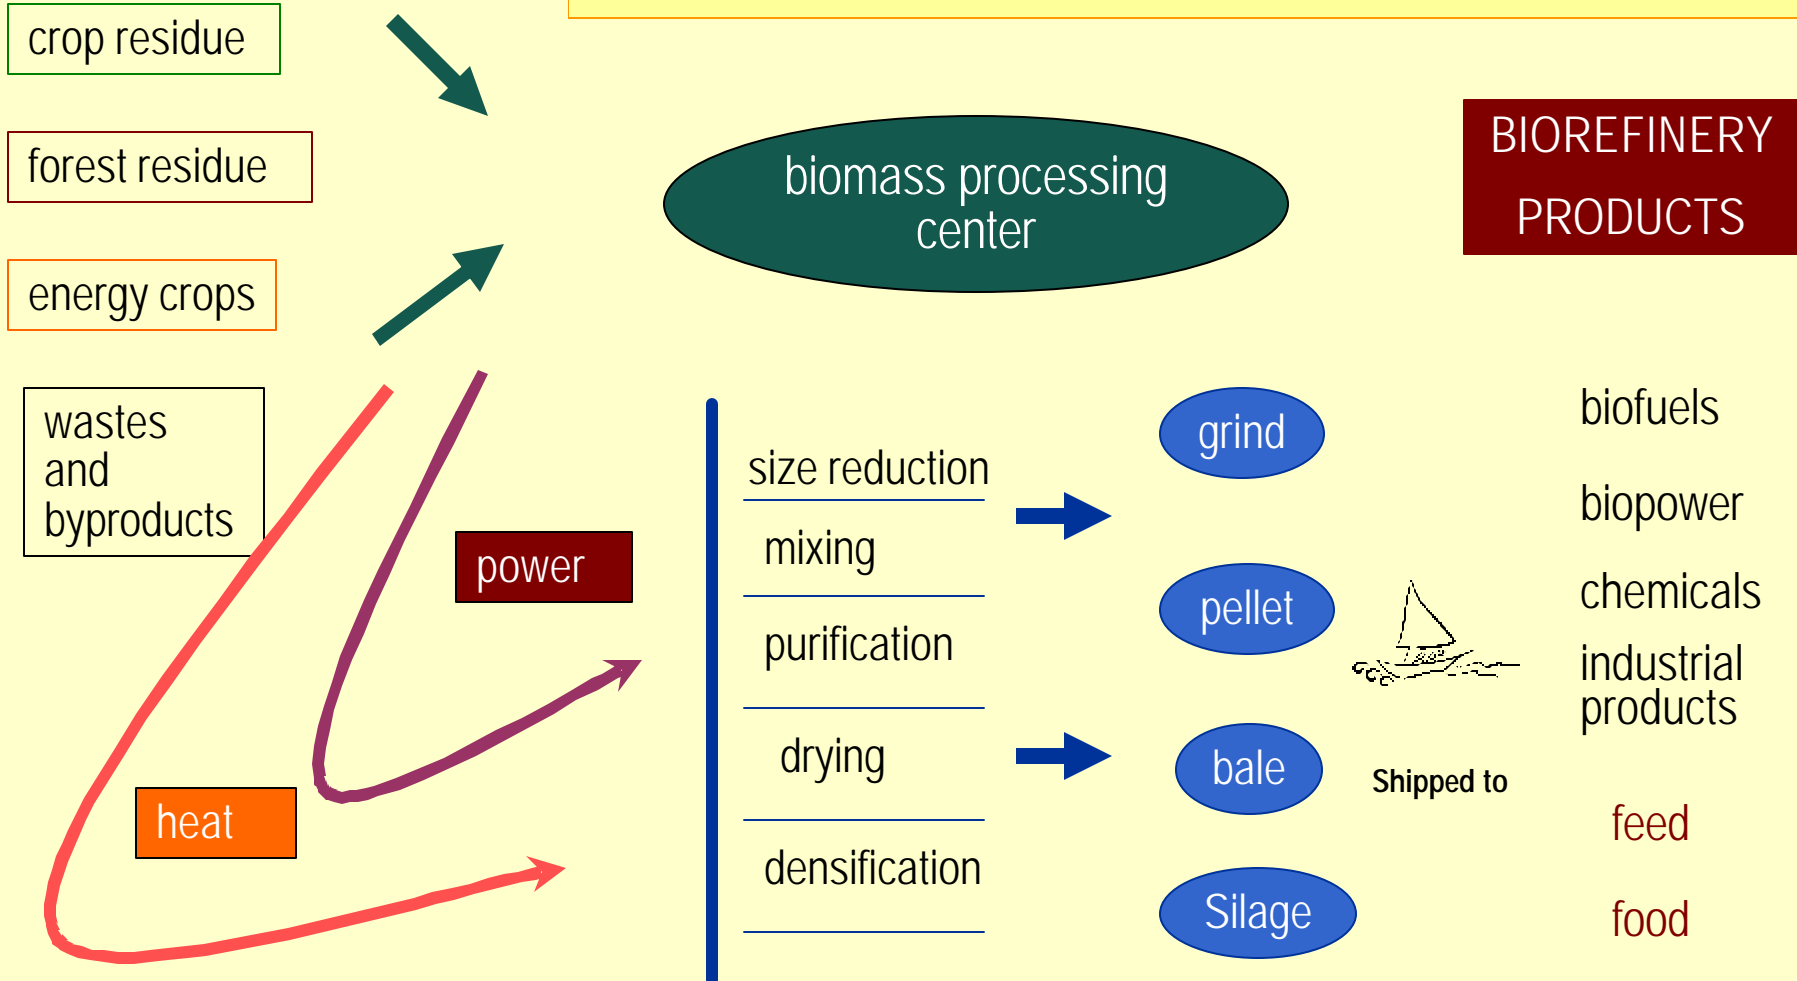 crop residue
forest residue
energy crops
wastes
and
byproducts
biomass processing
center
BIOREFINERY
PRODUCTS
power
heat
size reduction
mixing
purification
drying
densification
grind
pellet
bale
Silage
Shipped to
biofuels
biopower
chemicals
industrial
products
feed
food